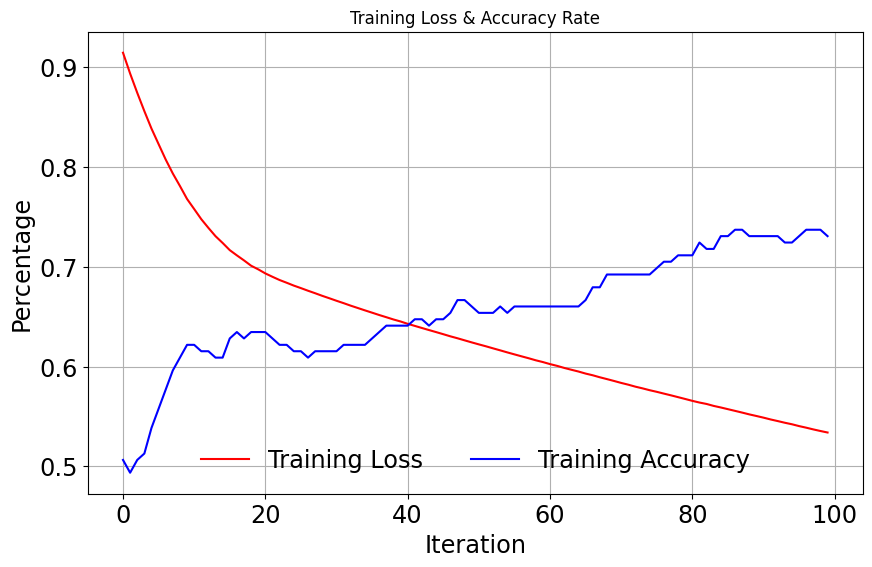 Training Loss & Accuracy Rate
Percentage
0.9
0.8
0.7
0.6
0.5
Training Loss Training Accuracy
0 20 40 60 80 100
Iteration